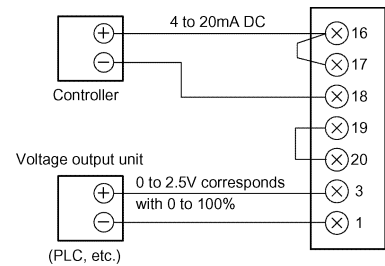 4 to 20mA DC
+
−
Controller
16
17
18
19
20
3
1
Voltage output unit
+
−
0 to 2.5V corresponds
with 0 to 100%
(PLC, etc.)